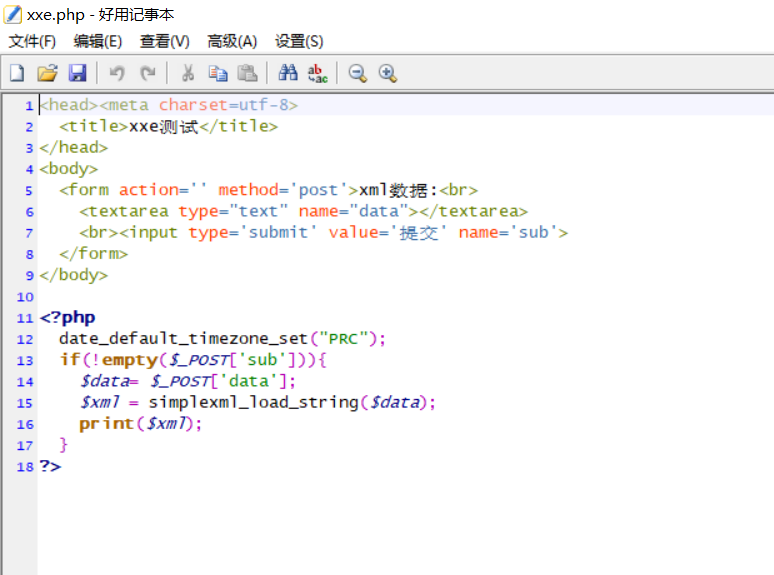 xxe.php - 好用记事本
文件(F) 编辑(E) 查看(V) 高级(A) 设置(S)
ab
ac
1 <head><meta charset=utf-8>
2 <title>xxe测试</title>
3 </head>
4 <body>
5 <form action='' method='post'>xml数据:<br>
6 <textarea type="text" name="data"></textarea>
7 <br><input type='submit' value='提交' name='sub'>
8 </form>
9 </body>
10
11 <?php
12 date_default_timezone_set("PRC");
13 if(!empty($_POST['sub'])){
14 $data= $_POST['data'];
15 $xml = simplexml_load_string($data);
16 print($xml);
17 }
18 ?>